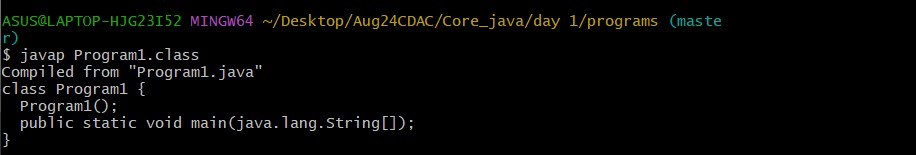 ASUS@LAPTOP-HJG23I52 MINGW64 ~/Desktop/Aug24CDAC/Core_java/day 1/programs (maste
r)
$ javap Program1.class
Compiled from "Program1.java"
class Program1 {
  Program1();
  public static void main(java.lang.String[]);
}